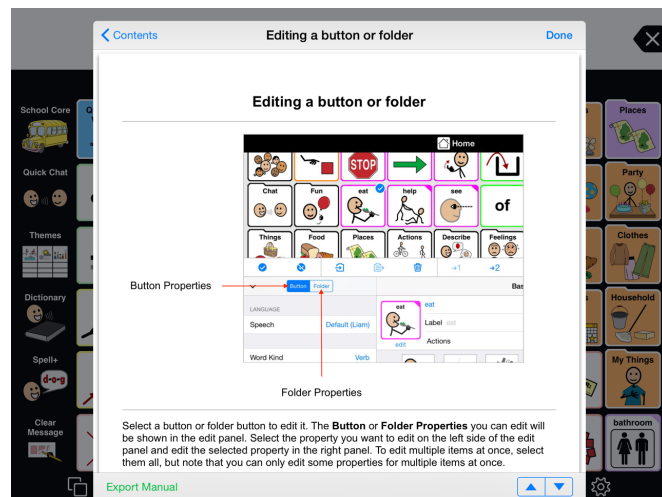 Contents
Editing a button or folder
Done
School Core
Quick Chat
Themes
Dictionary
Spell+
d-o-g
Clear
Message
Editing a button or folder
Home
STOP
Chat
Fun
eat
help
see
of
Things
Food
Places
Actions
Describe
Feelings
→1
→2
Button Properties
Button
Folder
Bas
LANGUAGE
Speech
Default (Liam)
Word Kind
Verb
eat
edit
eat
Label eat
Actions
Folder Properties
Select a button or folder button to edit it. The Button or Folder Properties you can edit will
be shown in the edit panel. Select the property you want to edit on the left side of the edit
panel and edit the selected property in the right panel. To edit multiple items at once, select
them all, but note that you can only edit some properties for multiple items at once.
Export Manual
Places
Party
Clothes
Household
My Things
bathroom